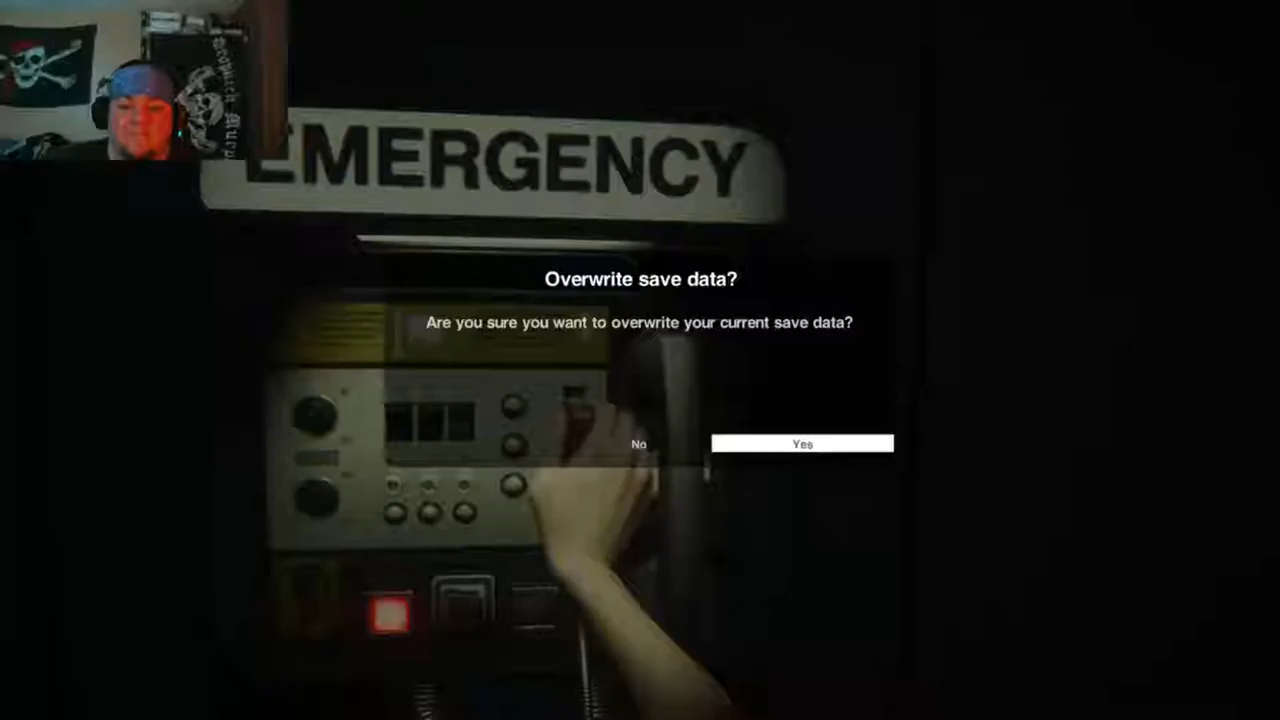 EMERGENCY
Overwrite save data?
Are you sure you want to overwrite your current save data?
No
Yes